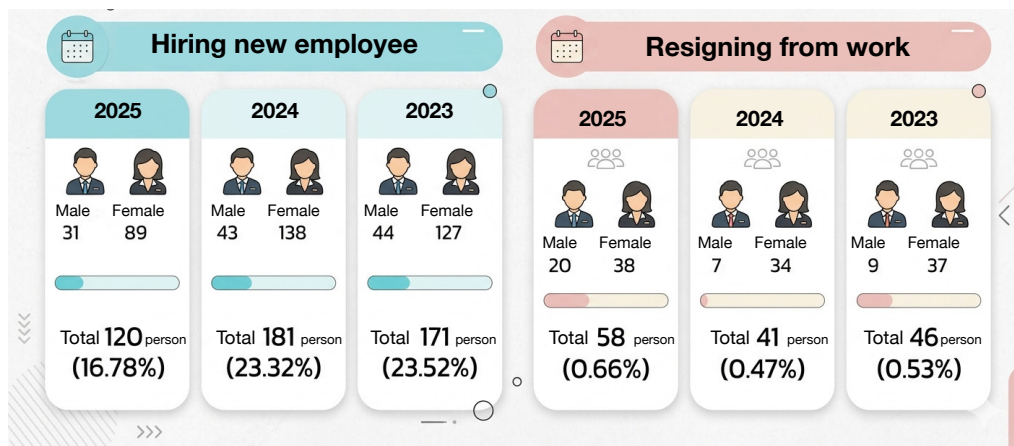 Hiring new employee
2025
Male Female
31 89
Total 120 person
(16.78%)
2024
Male Female
43 138
Total 181 person
(23.32%)
2023
Male Female
44 127
Total 171 person
(23.52%)
Resigning from work
2025
Male Female
20 38
Total 58 person
(0.66%)
2024
Male Female
7 34
Total 41 person
(0.47%)
2023
Male Female
9 37
Total 46 person
(0.53%)